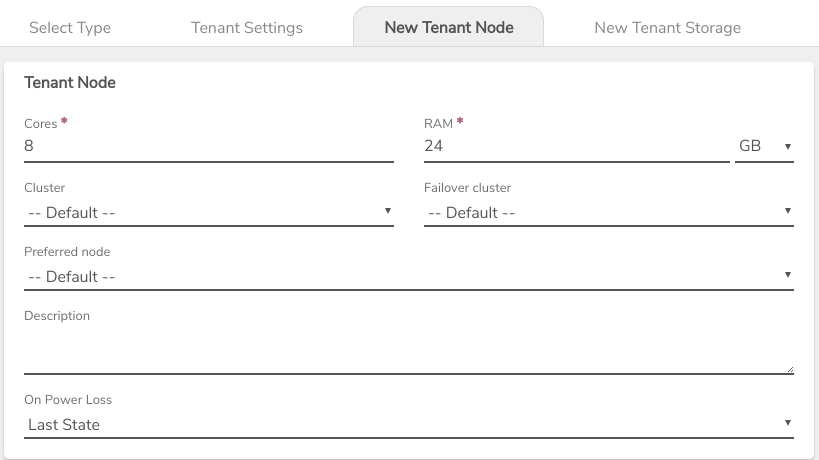 Select Type Tenant Settings New Tenant Node New Tenant Storage
Tenant Node
Cores * RAM *
8 24 GB
Cluster Failover cluster
-- Default -- -- Default --
Preferred node
-- Default --
Description
On Power Loss
Last State